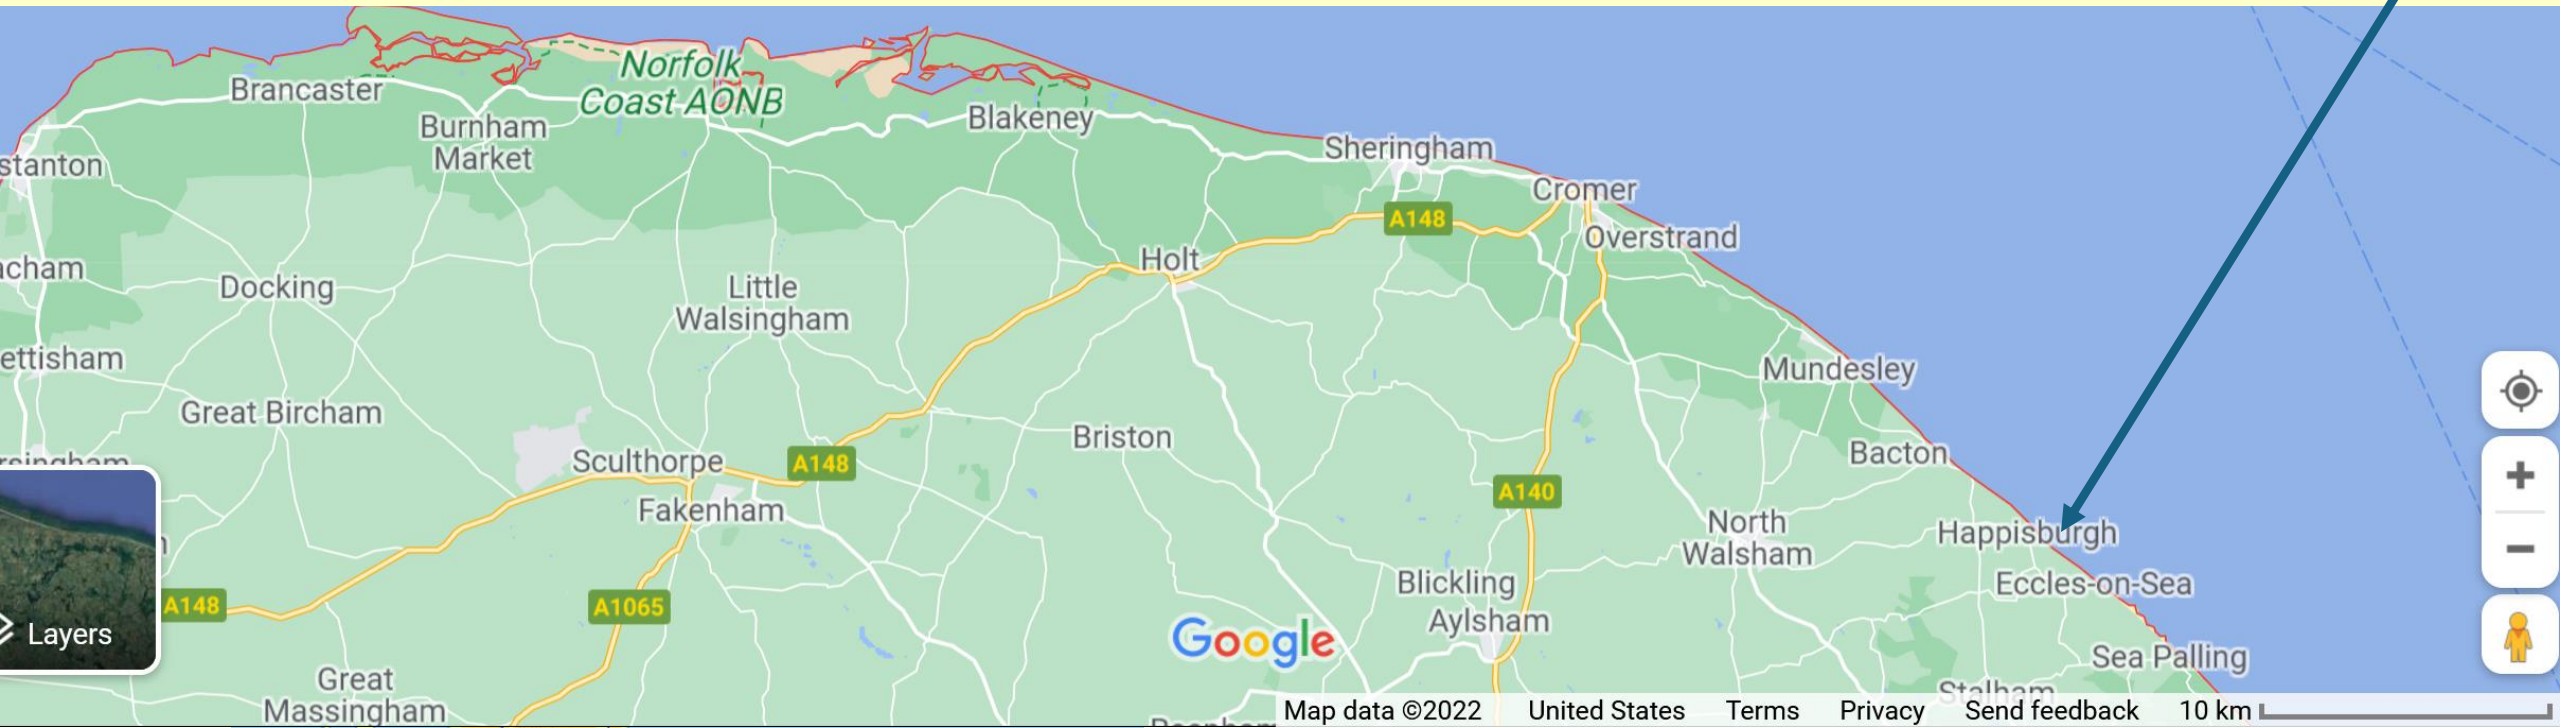 Norfolk
Coast AONB
Brancaster
Burnham
Market
Blakeney
Sheringham
stanton
Cromer
A148
Overstrand
Holt
acham
Docking
Little
Walsingham
ettisham
Mundesley
Great Bircham
Briston
Bacton
Sculthorpe
A148
rsingham
A140
Fakenham
North
Walsham
Happisburgh
Blickling
Eccles-on-Sea
A148
A1065
Aylsham
Layers
Google
Sea Palling
Great
Massingham
Stalham
Map data ©2022 United States Terms Privacy Send feedback 10 km